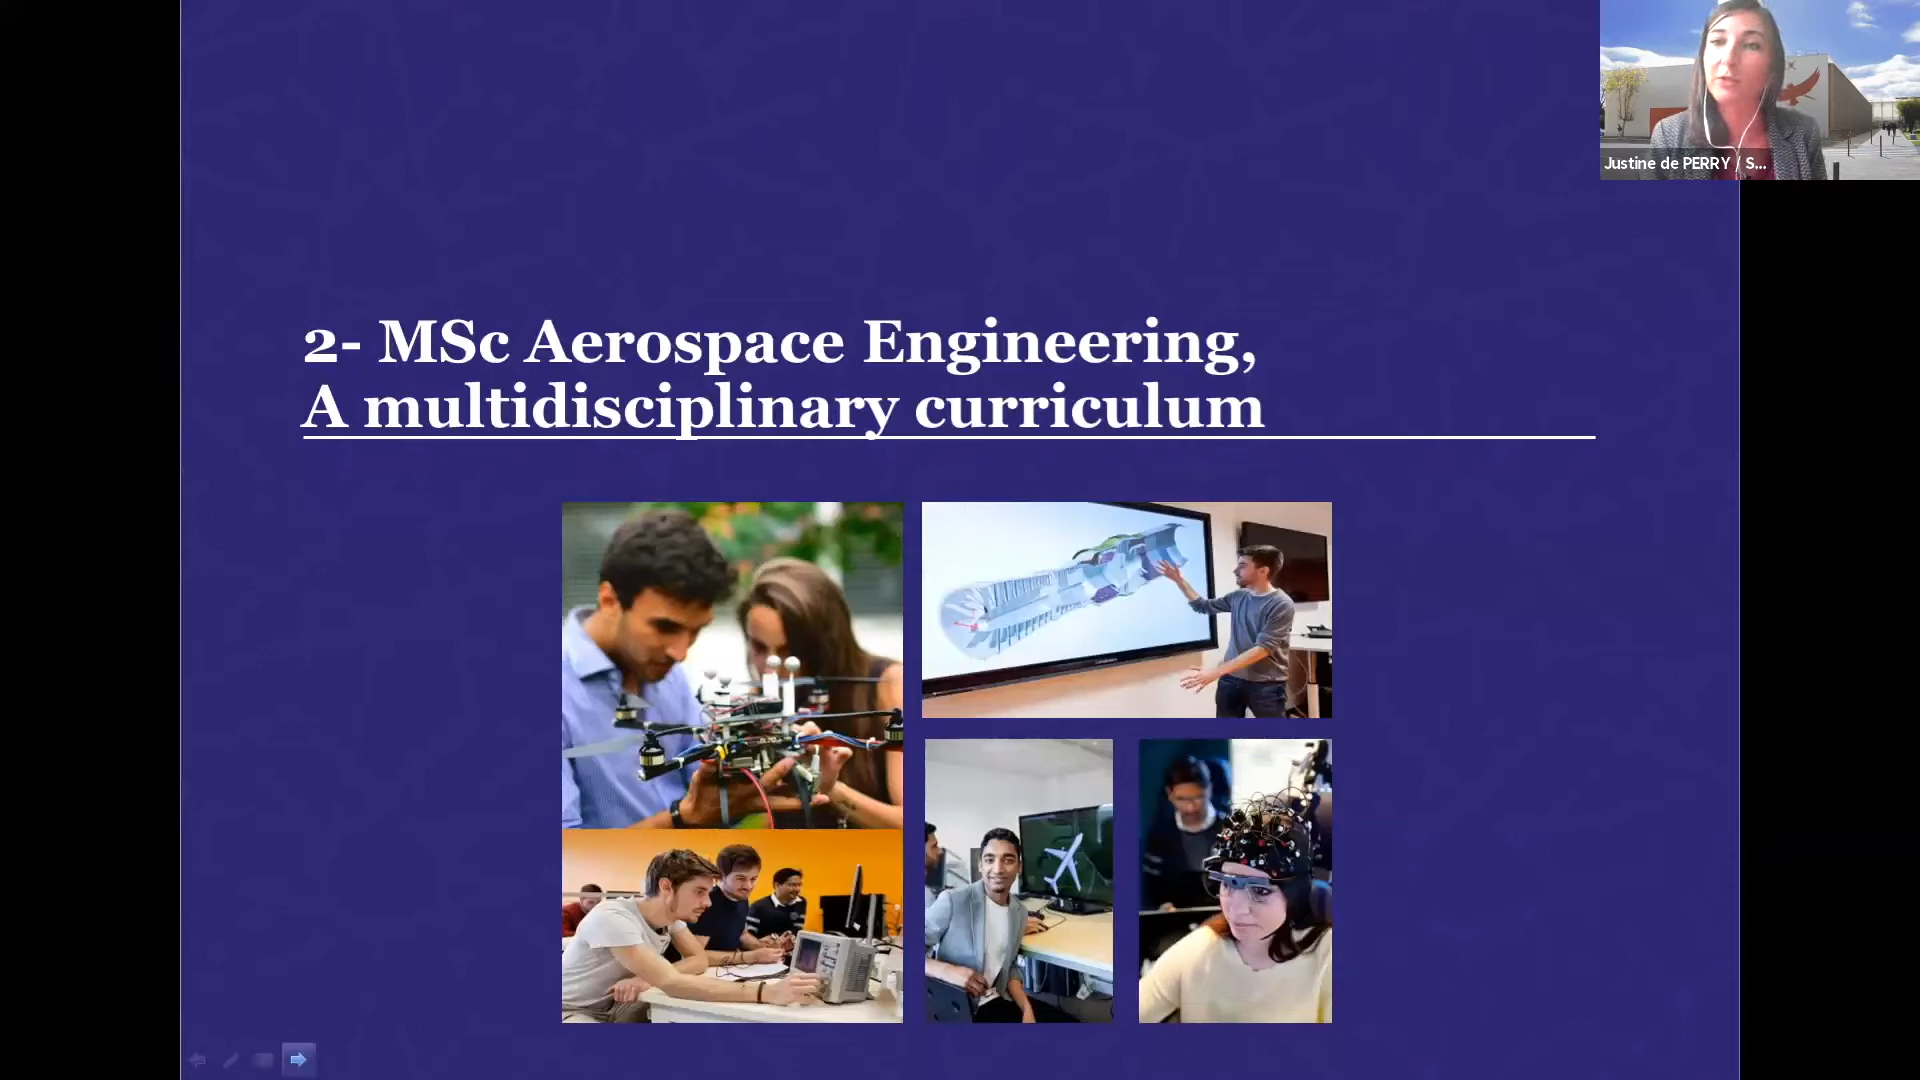 Justine de PERRY / S...
2- MSc Aerospace Engineering,
A multidisciplinary curriculum